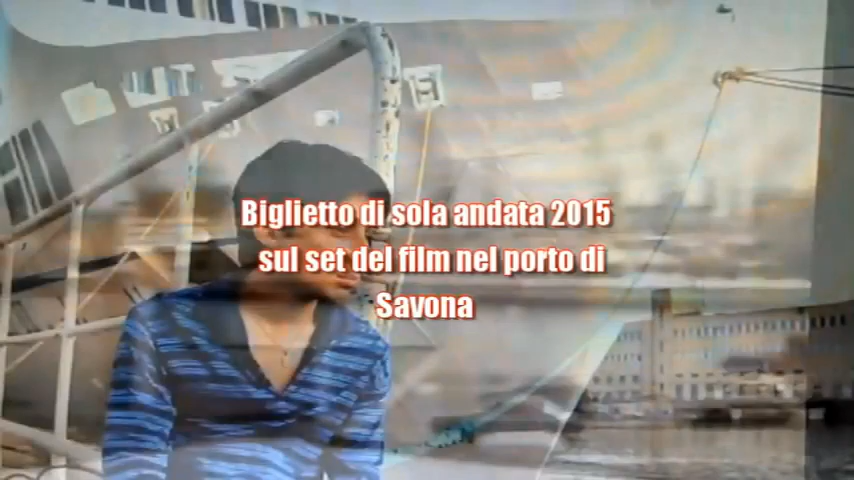 Biglietto di sola andata 2015
sul set del film nel porto di
Savona